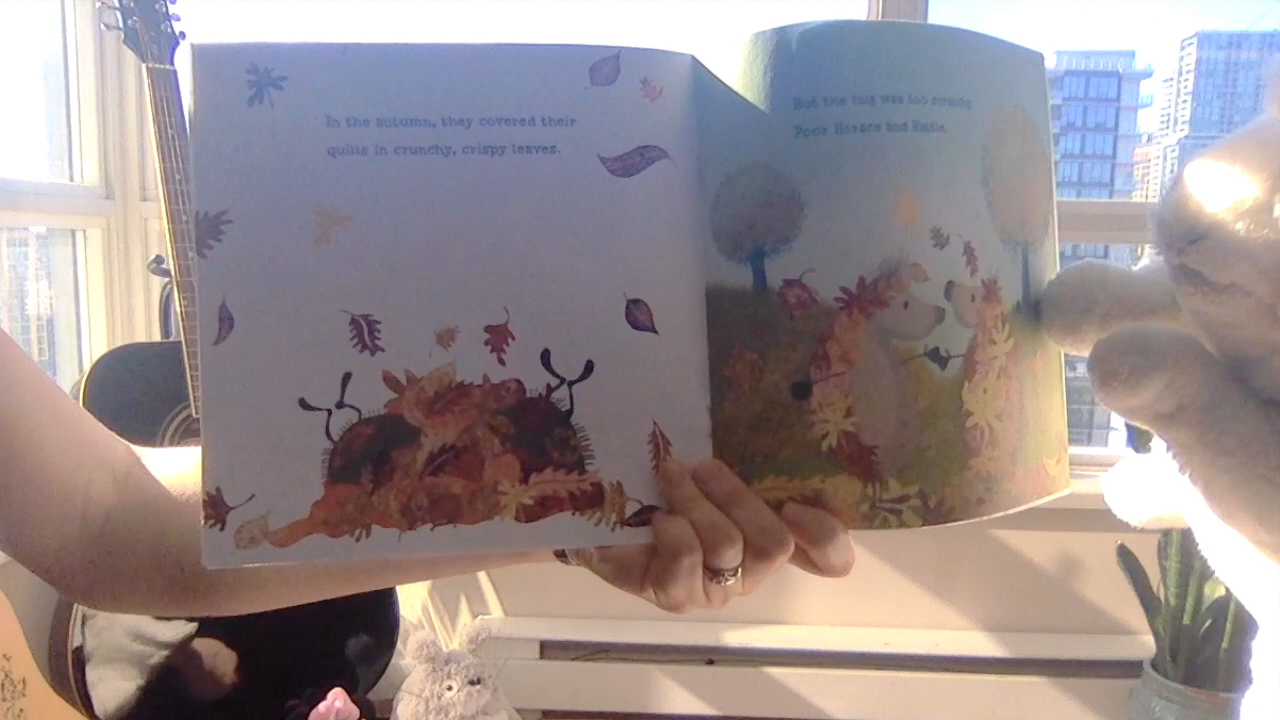 In the autumn, they covered their
quills in crunchy, crispy leaves.
But the hug was too strong.
Poor Horace and Hattie.